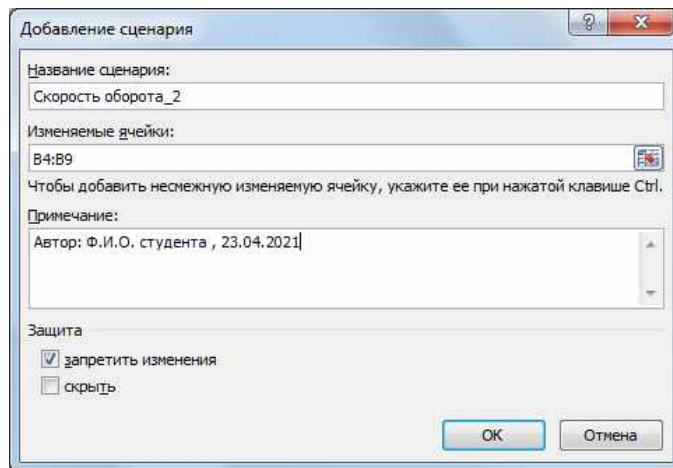 Добавление сценария
Название сценария:
Скорость оборота_2
Изменяемые ячейки:
B4:B9
Чтобы добавить несмежную изменяемую ячейку, укажите ее при нажатой клавише Ctrl.
Примечание:
Автор: Ф.И.О. студента , 23.04.2021
Защита
запретить изменения
скрыть
ОК
Отмена